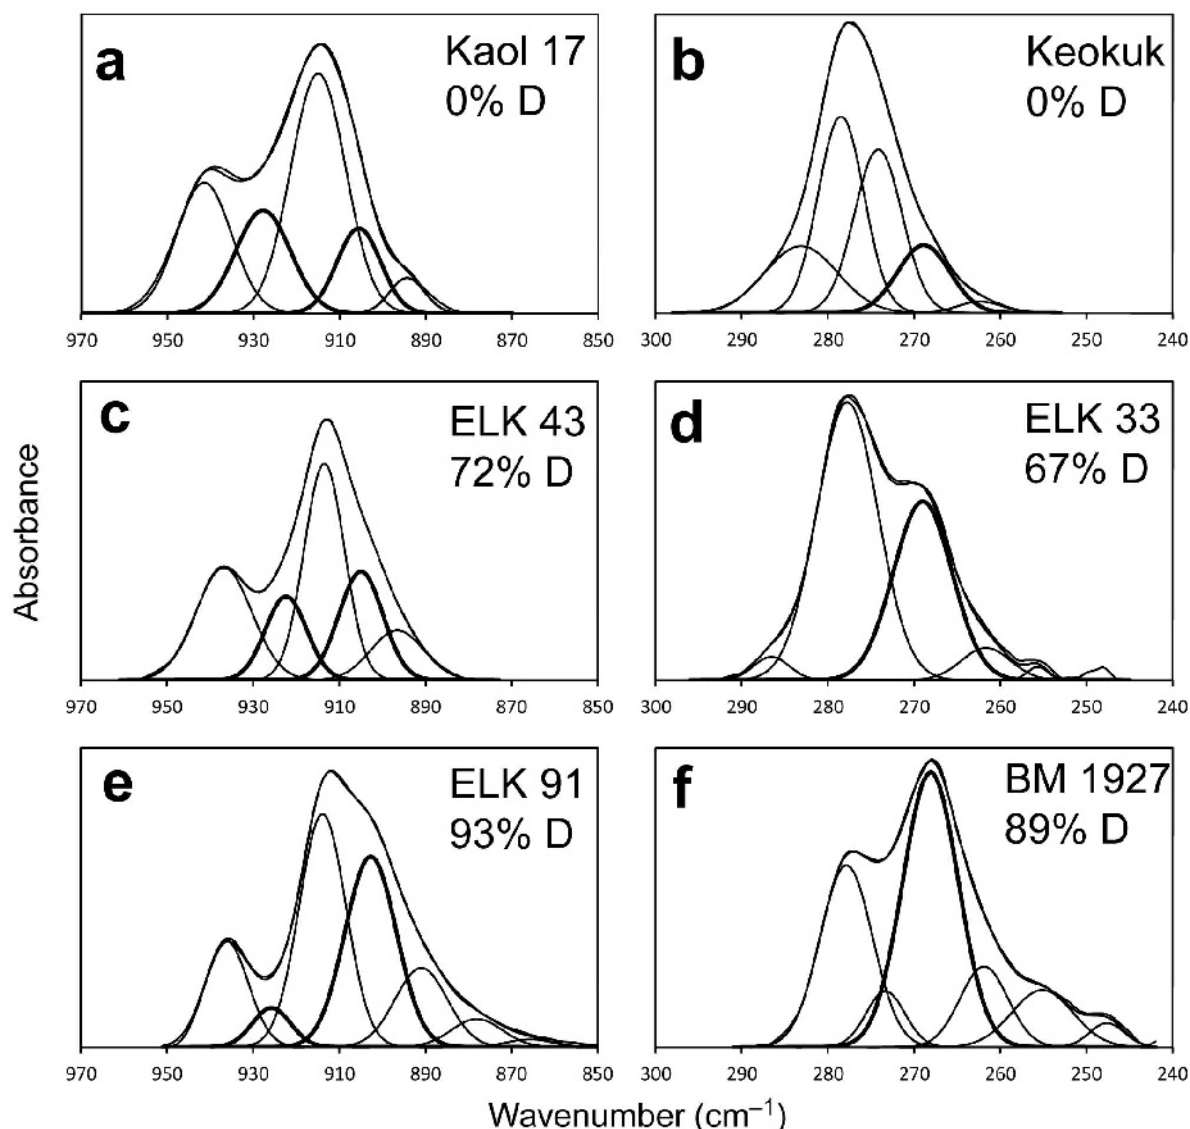 a
Kaol 17
0% D
970 950 930 910 890 870 850
b
Keokuk
0% D
300 290 280 270 260 250 240
c
ELK 43
72% D
970 950 930 910 890 870 850
d
ELK 33
67% D
300 290 280 270 260 250 240
e
ELK 91
93% D
970 950 930 910 890 870 850
f
BM 1927
89% D
300 290 280 270 260 250 240
Absorbance
Wavenumber (cm⁻¹)